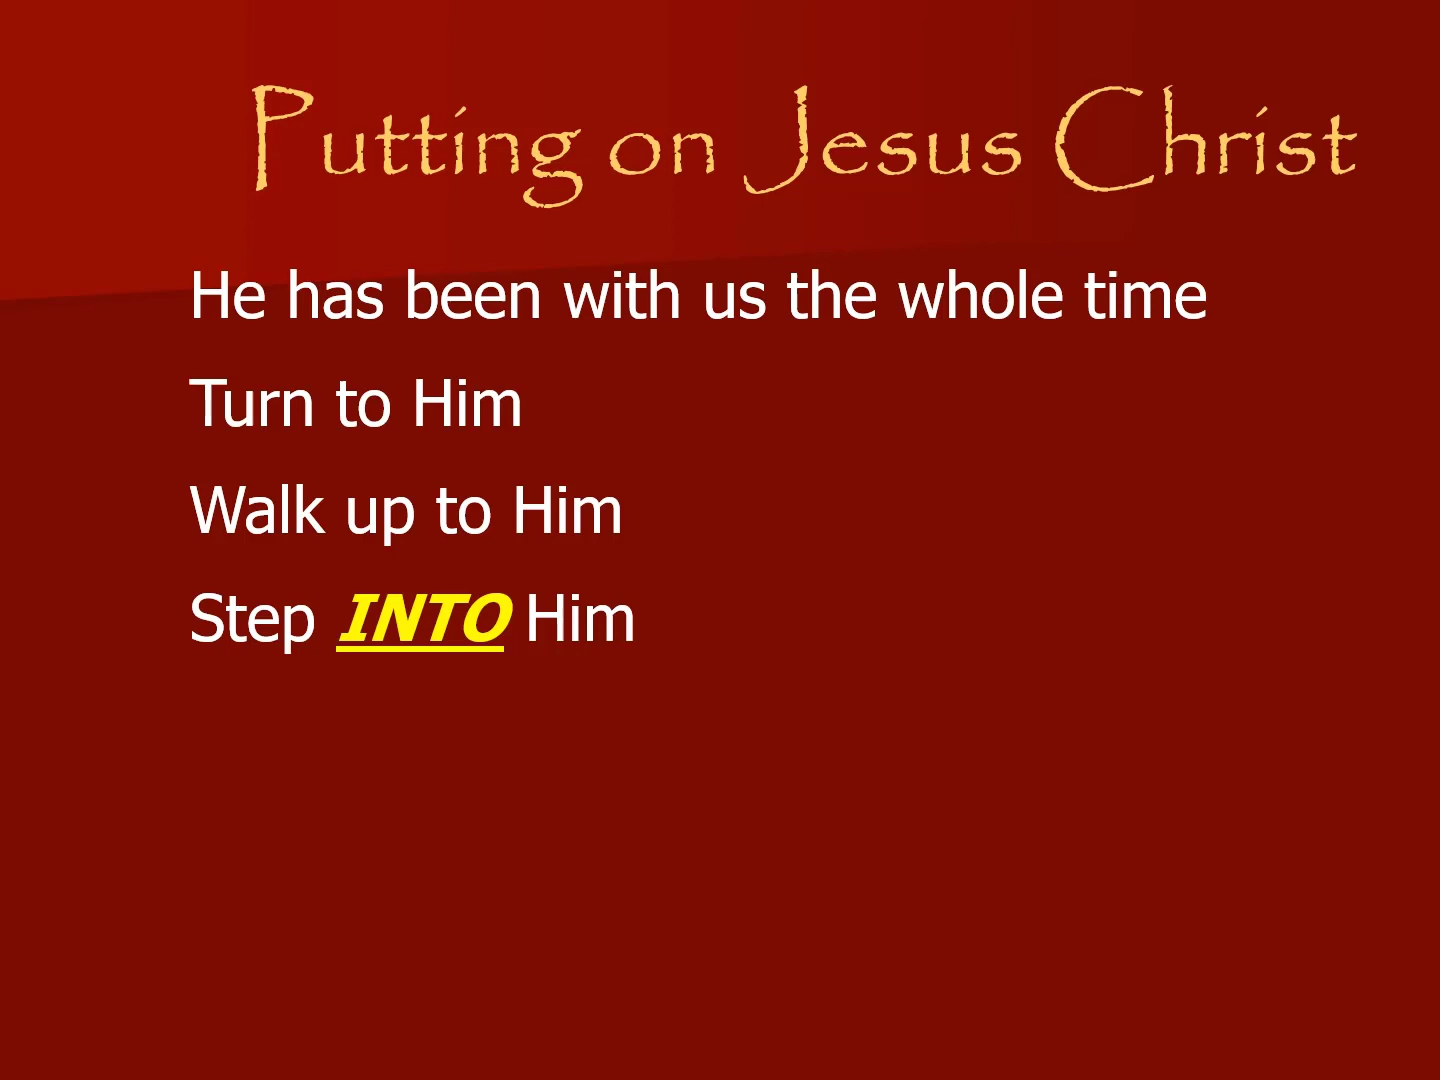 Putting on Jesus Christ
He has been with us the whole time
Turn to Him
Walk up to Him
Step INTO Him